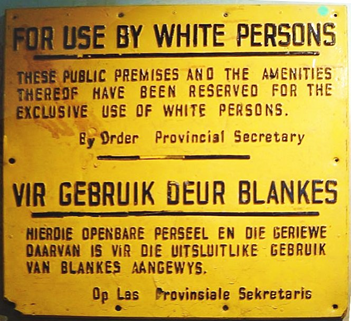 FOR USE BY WHITE PERSONS
THESE PUBLIC PREMISES AND THE AMENITIES
THEREOF HAVE BEEN RESERVED FOR THE
EXCLUSIVE USE OF WHITE PERSONS.
By Order Provincial Secretary
VIR GEBRUIK DEUR BLANKES
HIERDIE OPENBARE PERSEEL EN DIE GERIEWE
DAARVAN IS VIR DIE UITSLUITLIKE GEBRUIK
VAN BLANKES AANGEWYS.
Op Las Provinsiale Sekretaris